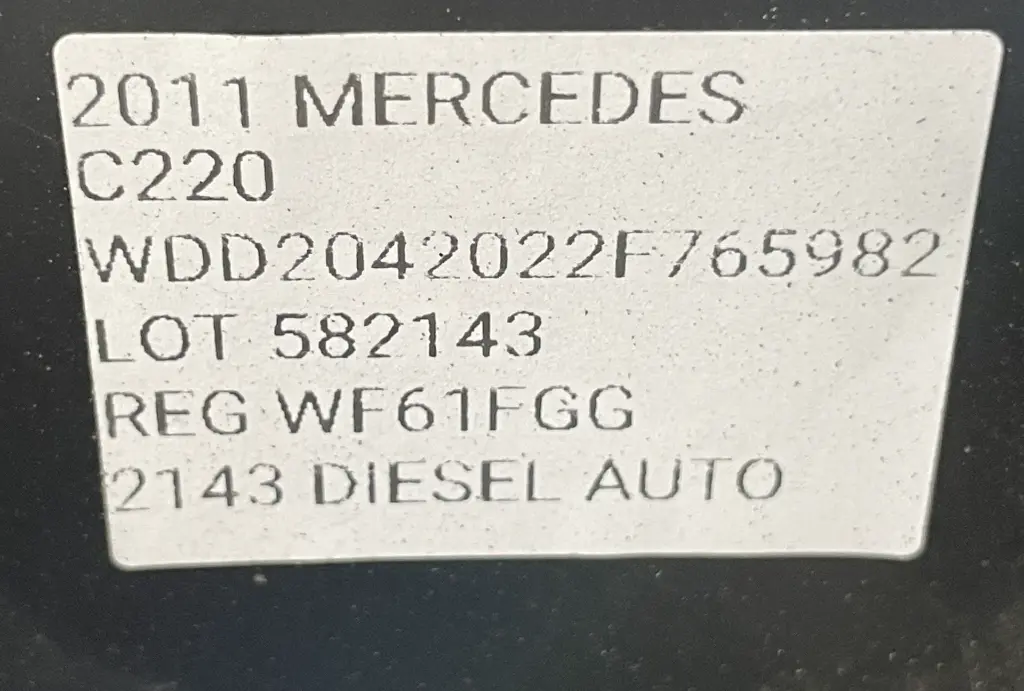 2011 MERCEDES
C220
WDD2042022F765982
LOT 582143
REG WF61FGG
2143 DIESEL AUTO